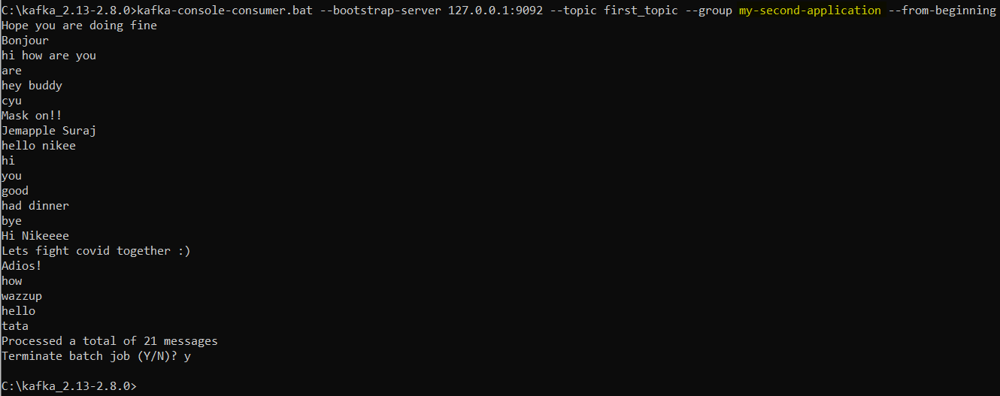 C:\kafka_2.13-2.8.0>kafka-console-consumer.bat --bootstrap-server 127.0.0.1:9092 --topic first_topic --group my-second-application --from-beginning
Hope you are doing fine
Bonjour
hi how are you
are
hey buddy
cyu
Mask on!!
Jemapple Suraj
hello nikee
hi
you
good
had dinner
bye
Hi Nikeeee
Lets fight covid together :)
Adios!
how
wazzup
hello
tata
Processed a total of 21 messages
Terminate batch job (Y/N)? y
C:\kafka_2.13-2.8.0>